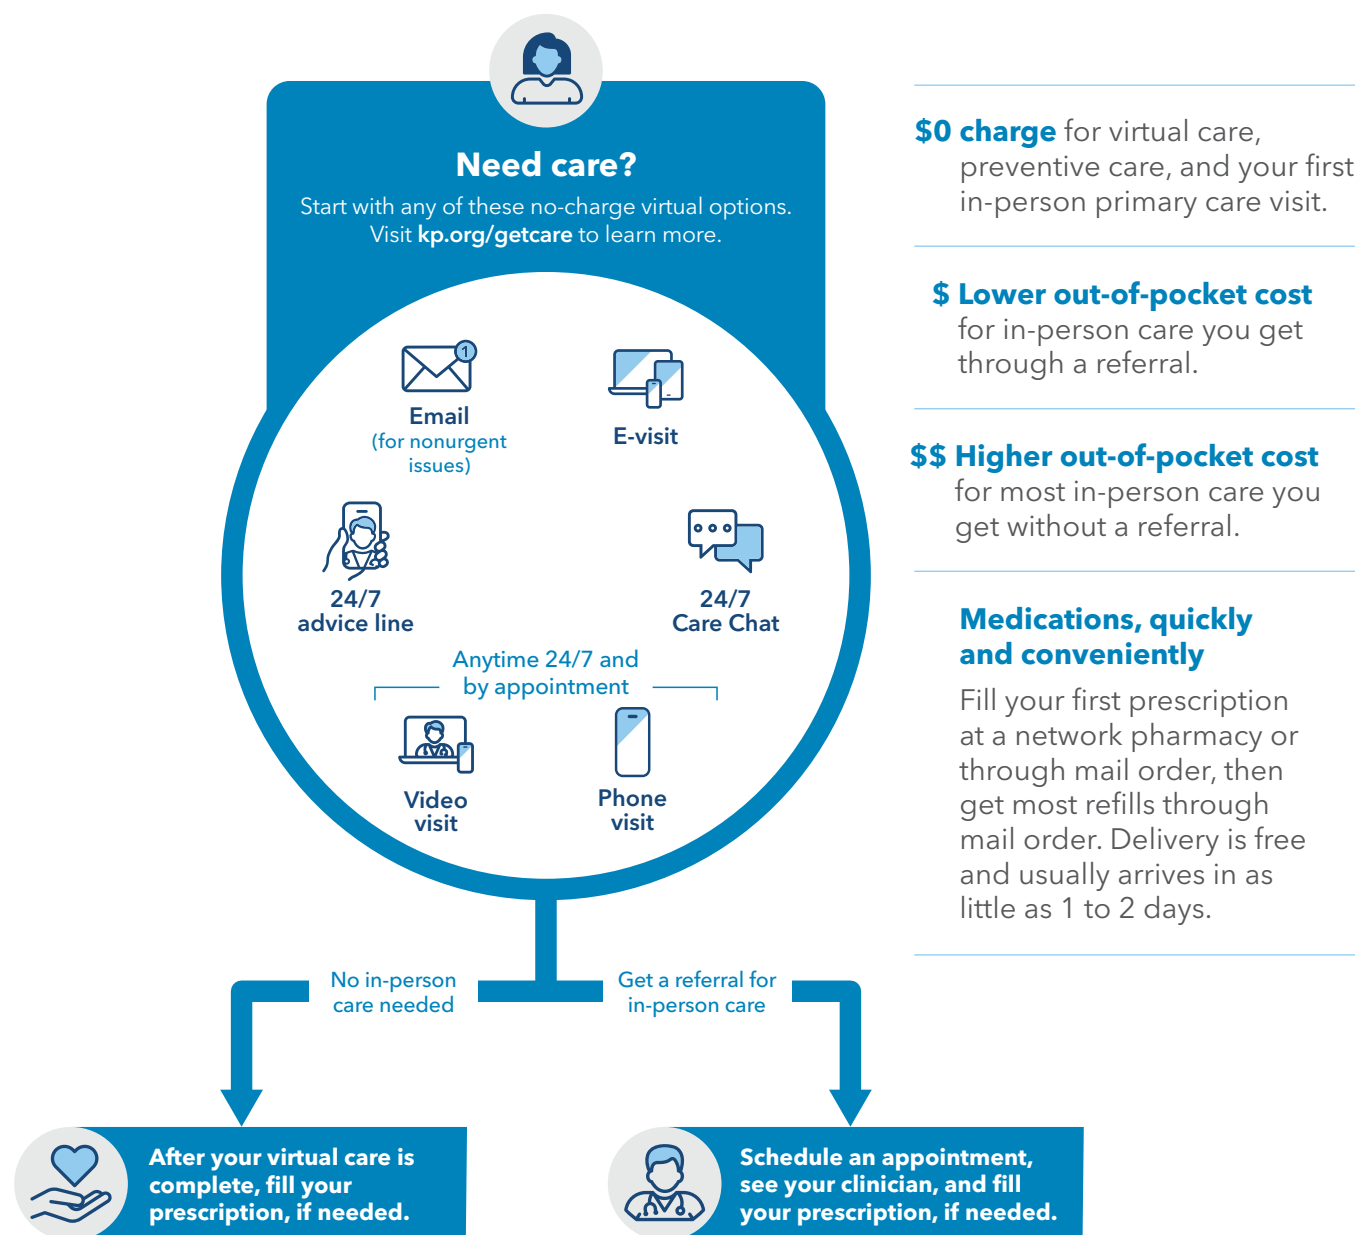 Need care?
Start with any of these no-charge virtual options.
Visit kp.org/getcare to learn more.
1
Email
(for nonurgent
issues)
E-visit
24/7
advice line
24/7
Care Chat
Anytime 24/7 and
by appointment
Video
visit
Phone
visit
No in-person
care needed
Get a referral for
in-person care
After your virtual care is
complete, fill your
prescription, if needed.
Schedule an appointment,
see your clinician, and fill
your prescription, if needed.
$0 charge for virtual care,
preventive care, and your first
in-person primary care visit.
$ Lower out-of-pocket cost
for in-person care you get
through a referral.
$$ Higher out-of-pocket cost
for most in-person care you
get without a referral.
Medications, quickly
and conveniently
Fill your first prescription
at a network pharmacy or
through mail order, then
get most refills through
mail order. Delivery is free
and usually arrives in as
little as 1 to 2 days.